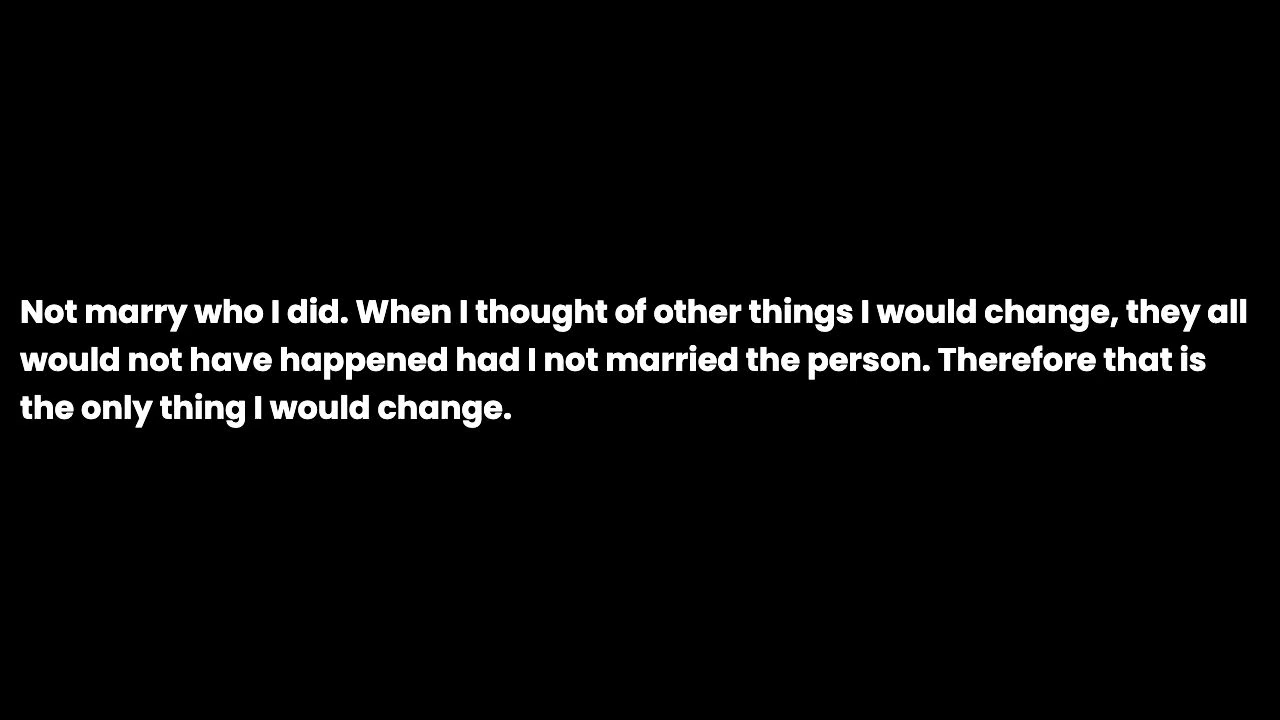 Not marry who I did. When I thought of other things I would change, they all
would not have happened had I not married the person. Therefore that is
the only thing I would change.